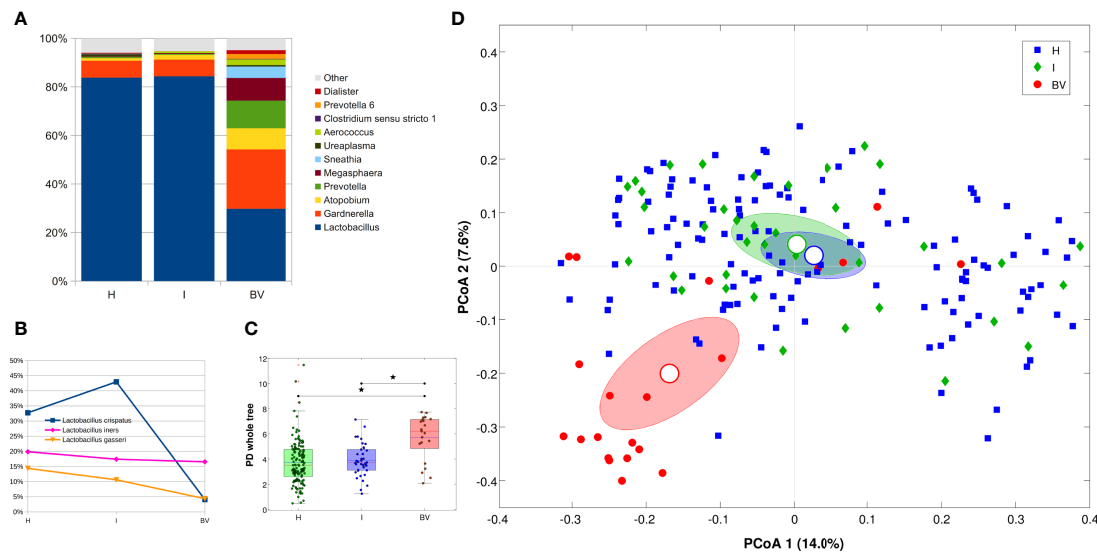 A
100%
80%
60%
40%
20%
0%
H
I
BV
Other
Dialister
Prevotella 6
Clostridium sensu stricto 1
Aerococcus
Ureaplasma
Sneathia
Megasphaera
Prevotella
Atopobium
Gardnerella
Lactobacillus
B
50%
45%
40%
35%
30%
25%
20%
15%
10%
5%
0%
Lactobacillus crispatus
Lactobacillus iners
Lactobacillus gasseri
H
I
BV
C
PD whole tree
12
10
8
6
4
2
0
H
I
BV
D
PCoA 2 (7.6%)
0.4
0.3
0.2
0.1
0
-0.1
-0.2
-0.3
-0.4
H
I
BV
-0.4
-0.3
-0.2
-0.1
0
0.1
0.2
0.3
0.4
PCoA 1 (14.0%)